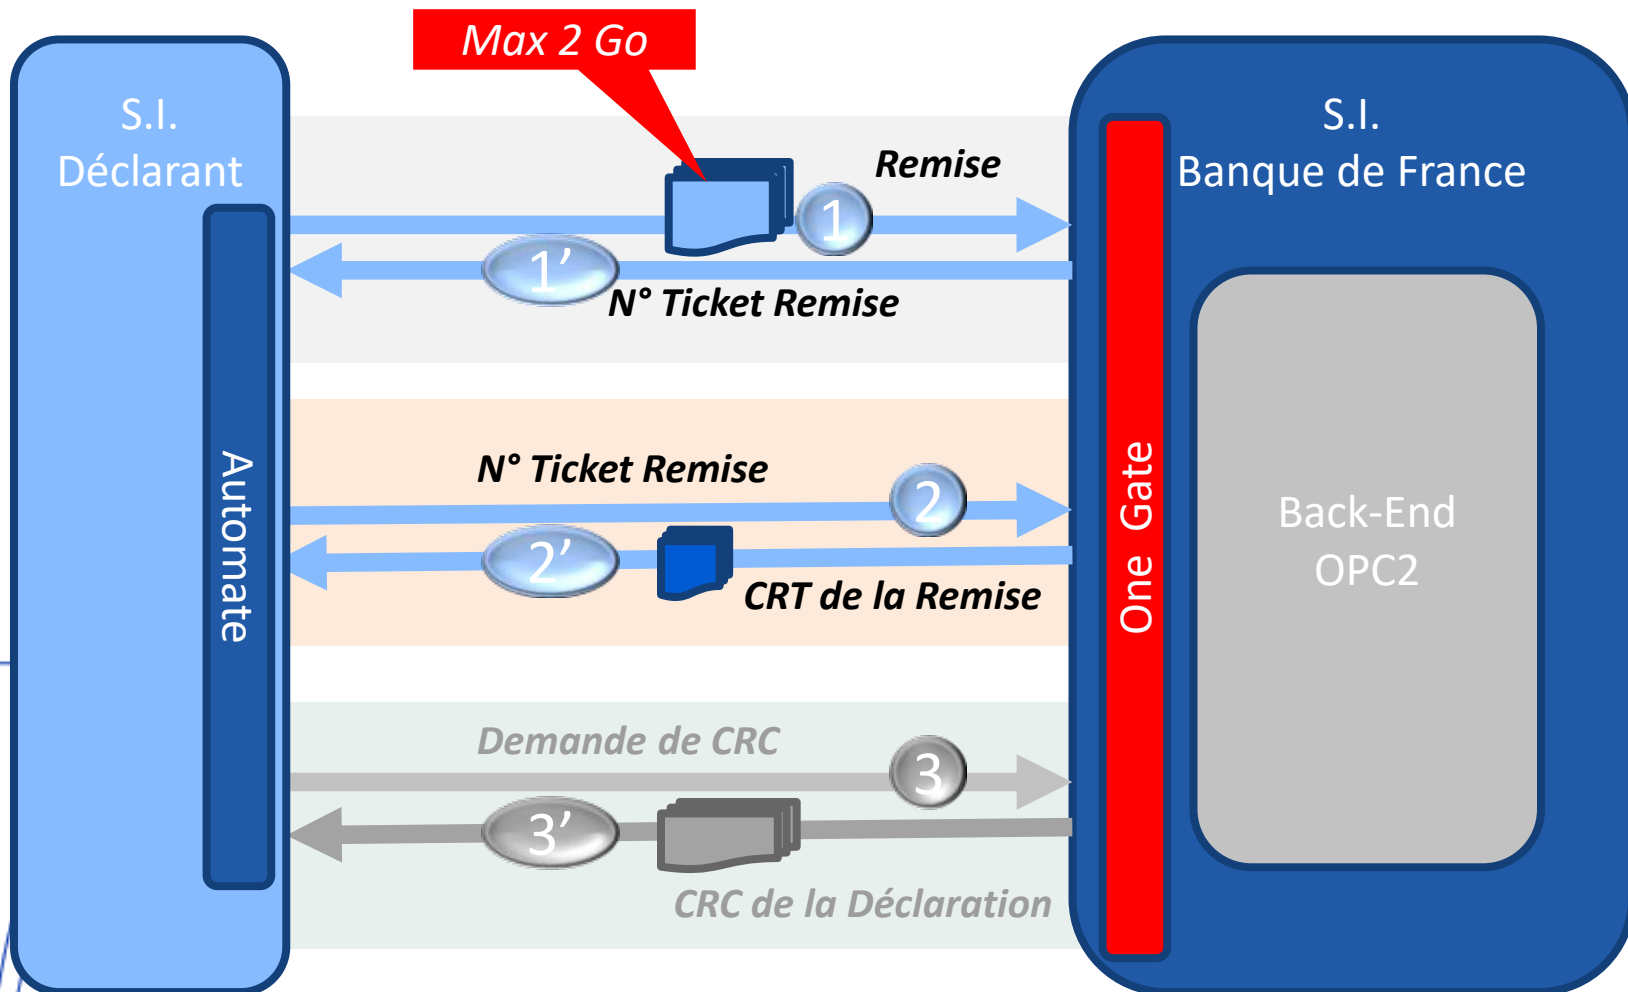 Max 2 Go
S.I.
Déclarant
S.I.
Banque de France
Remise
1
1’
N° Ticket Remise
Automate
One Gate
N° Ticket Remise
2
2’
CRT de la Remise
Back-End
OPC2
Demande de CRC
3
3’
CRC de la Déclaration